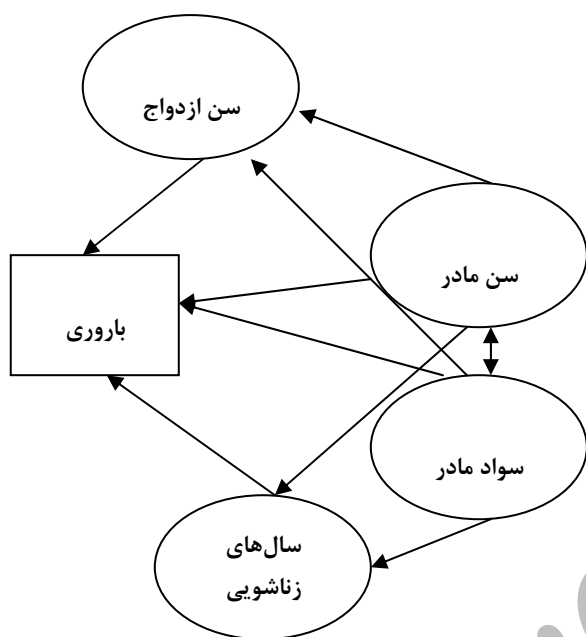 سن ازدواج
سن مادر
باروری
سواد مادر
سال‌های
زناشویی